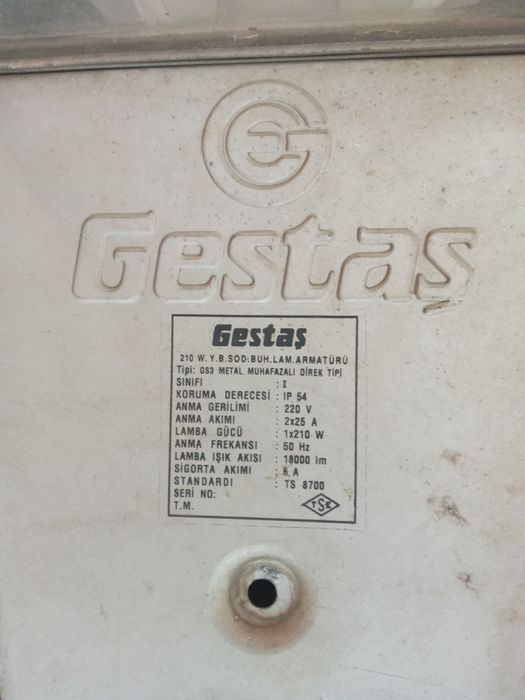 Gestaş
Gestaş
210 W. Y.B.SOD.BUH.LAM.ARMATÜRÜ
Tipi: GS3 METAL MUHAFAZALI DİREK TİPİ
SINIFI : I
KORUMA DERECESİ : IP 54
ANMA GERİLİMİ : 220 V
ANMA AKIMI : 2x25 A
LAMBA GÜCÜ : 1x210 W
ANMA FREKANSI : 50 Hz
LAMBA IŞIK AKISI : 18000 lm
SİGORTA AKIMI : 6 A
STANDARDI : TS 8700
SERİ NO:
T.M.
TSE